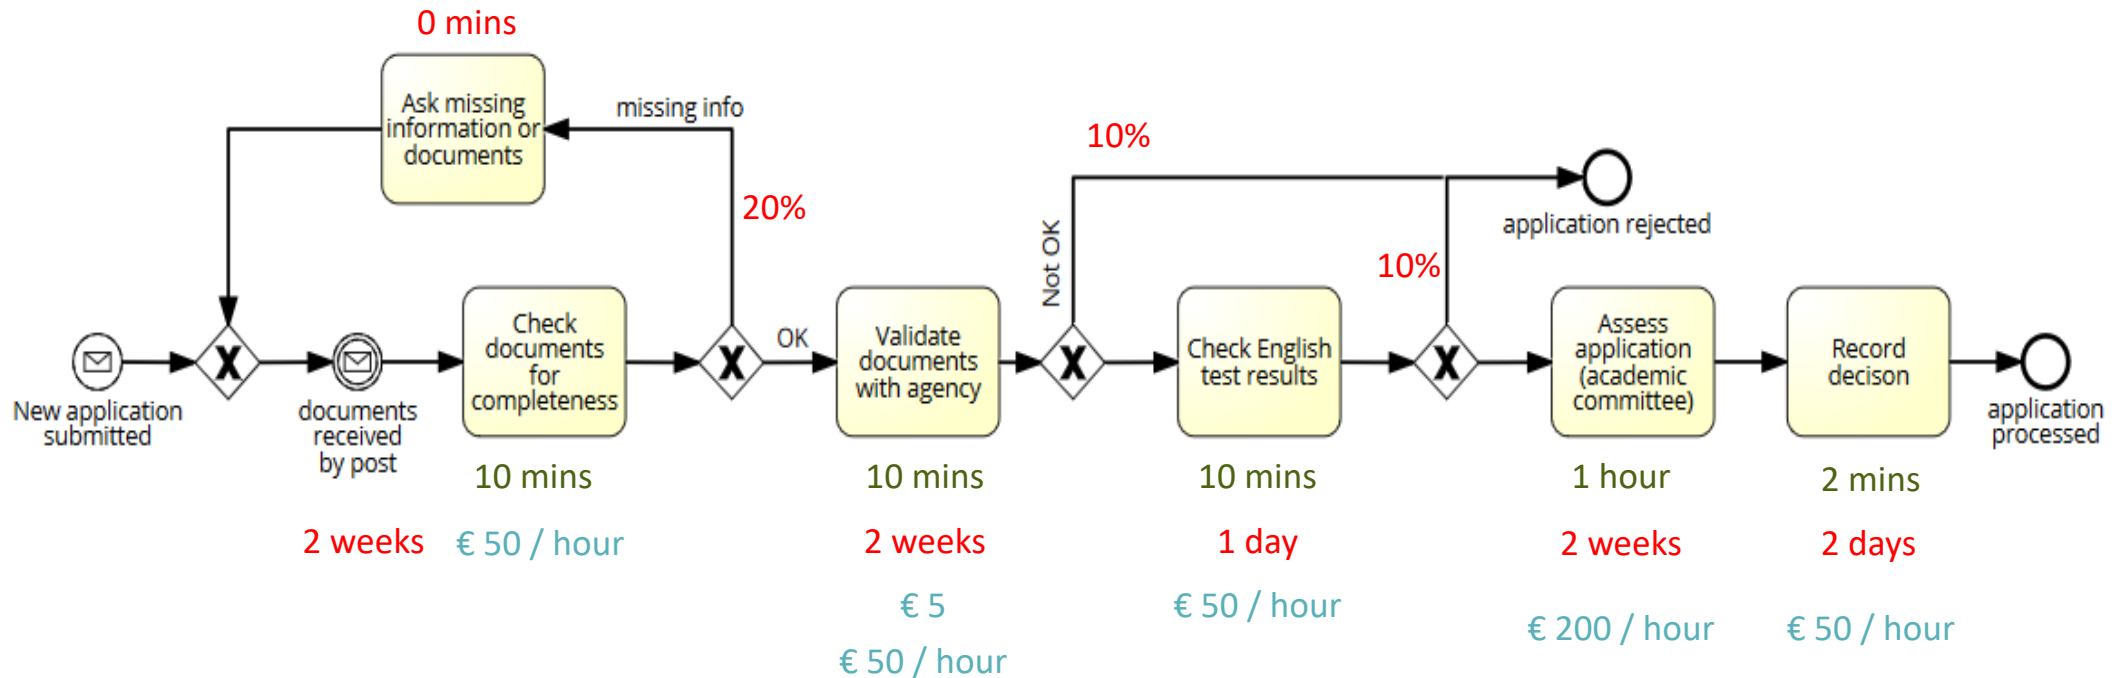 0 mins
Ask missing
information or
documents
missing info
20%
10%
Not OK
10%
application rejected
New application
submitted
X
documents
received
by post
Check
documents
for
completeness
X
OK
Validate
documents
with agency
X
Check English
test results
X
Assess
application
(academic
committee)
Record
decison
application
processed
10 mins
10 mins
10 mins
1 hour
2 mins
2 weeks
€ 50 / hour
2 weeks
1 day
2 weeks
2 days
€ 5
€ 50 / hour
€ 50 / hour
€ 200 / hour
€ 50 / hour